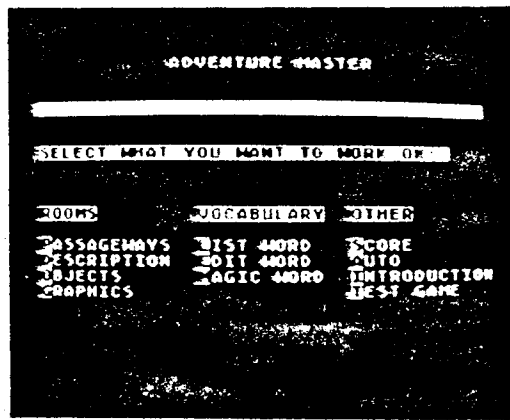 ADVENTURE MASTER
SELECT WHAT YOU WANT TO WORK ON
ROOMS VOCABULARY OTHER
PASSAGEWAYS LIST WORD SCORE
DESCRIPTION EDIT WORD AUTO
OBJECTS MAGIC WORD INTRODUCTION
GRAPHICS TEST GAME